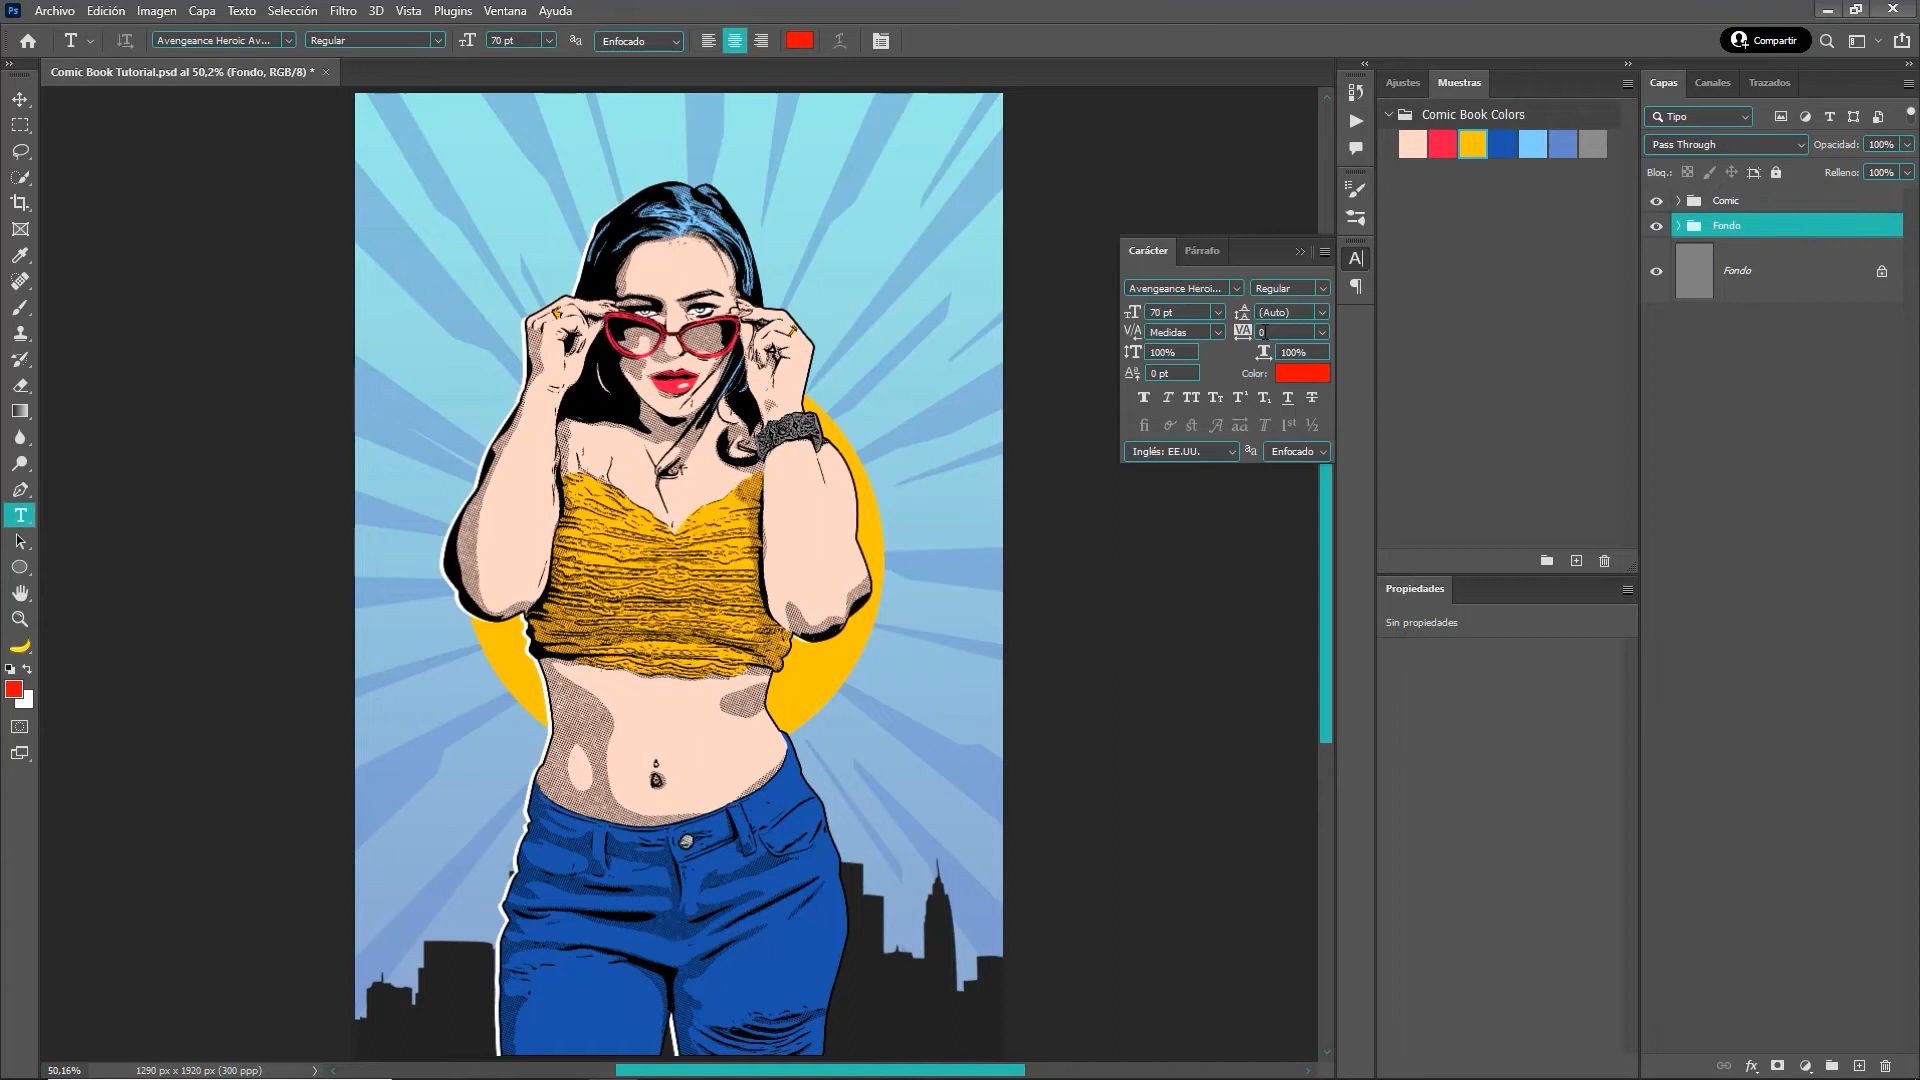 Ps Archivo Edición Imagen Capa Texto Selección Filtro 3D Vista Plugins Ventana Ayuda
Avengeance Heroic Av... Regular 70 pt Enfocado Compartir
Comic Book Tutorial.psd al 50,2% (Fondo, RGB/8) *
Ajustes Muestras
Comic Book Colors
Capas Canales Trazados
Tipo
Pass Through Opacidad: 100%
Bloq.: Relleno: 100%
Comic
Fondo
Fondo
Carácter Párrafo
Avengeance Heroi... Regular
70 pt (Auto)
Medidas 0
100% 100%
0 pt Color:
Inglés: EE.UU. Enfocado
Propiedades
Sin propiedades
50,16% 1290 px x 1920 px (300 ppp)